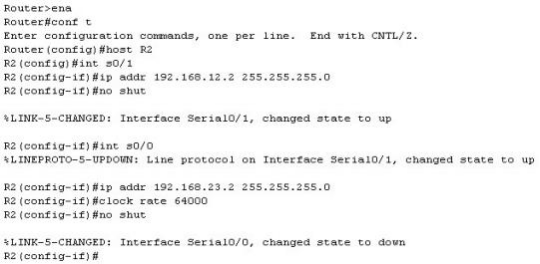 Router>ena
Router#conf t
Enter configuration commands, one per line.  End with CNTL/Z.
Router(config)#host R2
R2(config)#int s0/1
R2(config-if)#ip addr 192.168.12.2 255.255.255.0
R2(config-if)#no shut
%LINK-5-CHANGED: Interface Serial0/1, changed state to up
R2(config-if)#int s0/0
%LINEPROTO-5-UPDOWN: Line protocol on Interface Serial0/1, changed state to up
R2(config-if)#ip addr 192.168.23.2 255.255.255.0
R2(config-if)#clock rate 64000
R2(config-if)#no shut
%LINK-5-CHANGED: Interface Serial0/0, changed state to down
R2(config-if)#